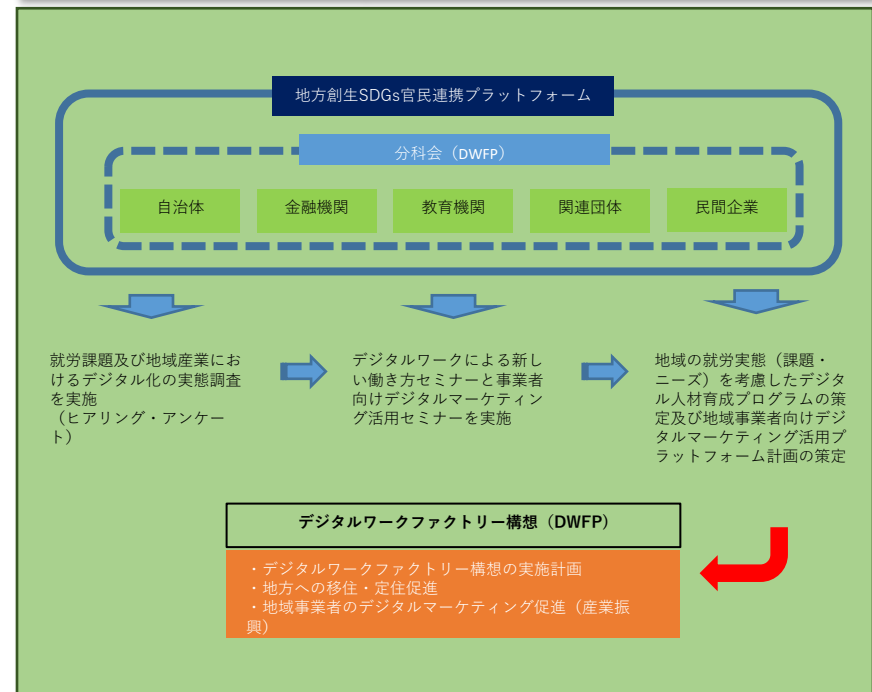 地方創生SDGs官民連携プラットフォーム
分科会（DWFP）
自治体
金融機関
教育機関
関連団体
民間企業
就労課題及び地域産業にお
けるデジタル化の実態調査
を実施
（ヒアリング・アンケー
ト）
デジタルワークによる新し
い働き方セミナーと事業者
向けデジタルマーケティン
グ活用セミナーを実施
地域の就労実態（課題・
ニーズ）を考慮したデジタ
ル人材育成プログラムの策
定及び地域事業者向けデジ
タルマーケティング活用プ
ラットフォーム計画の策定
デジタルワークファクトリー構想（DWFP）
・デジタルワークファクトリー構想の実施計画
・地方への移住・定住促進
・地域事業者のデジタルマーケティング促進（産業振
興）